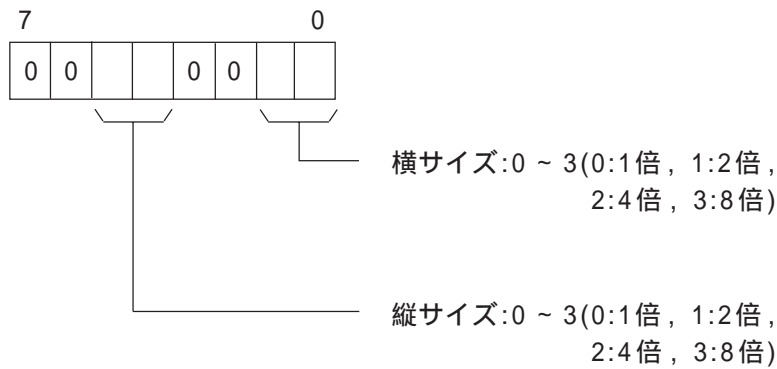 7 0
0 0 0 0
横サイズ:0 ~ 3(0:1倍, 1:2倍,
2:4倍, 3:8倍)
縦サイズ:0 ~ 3(0:1倍, 1:2倍,
2:4倍, 3:8倍)